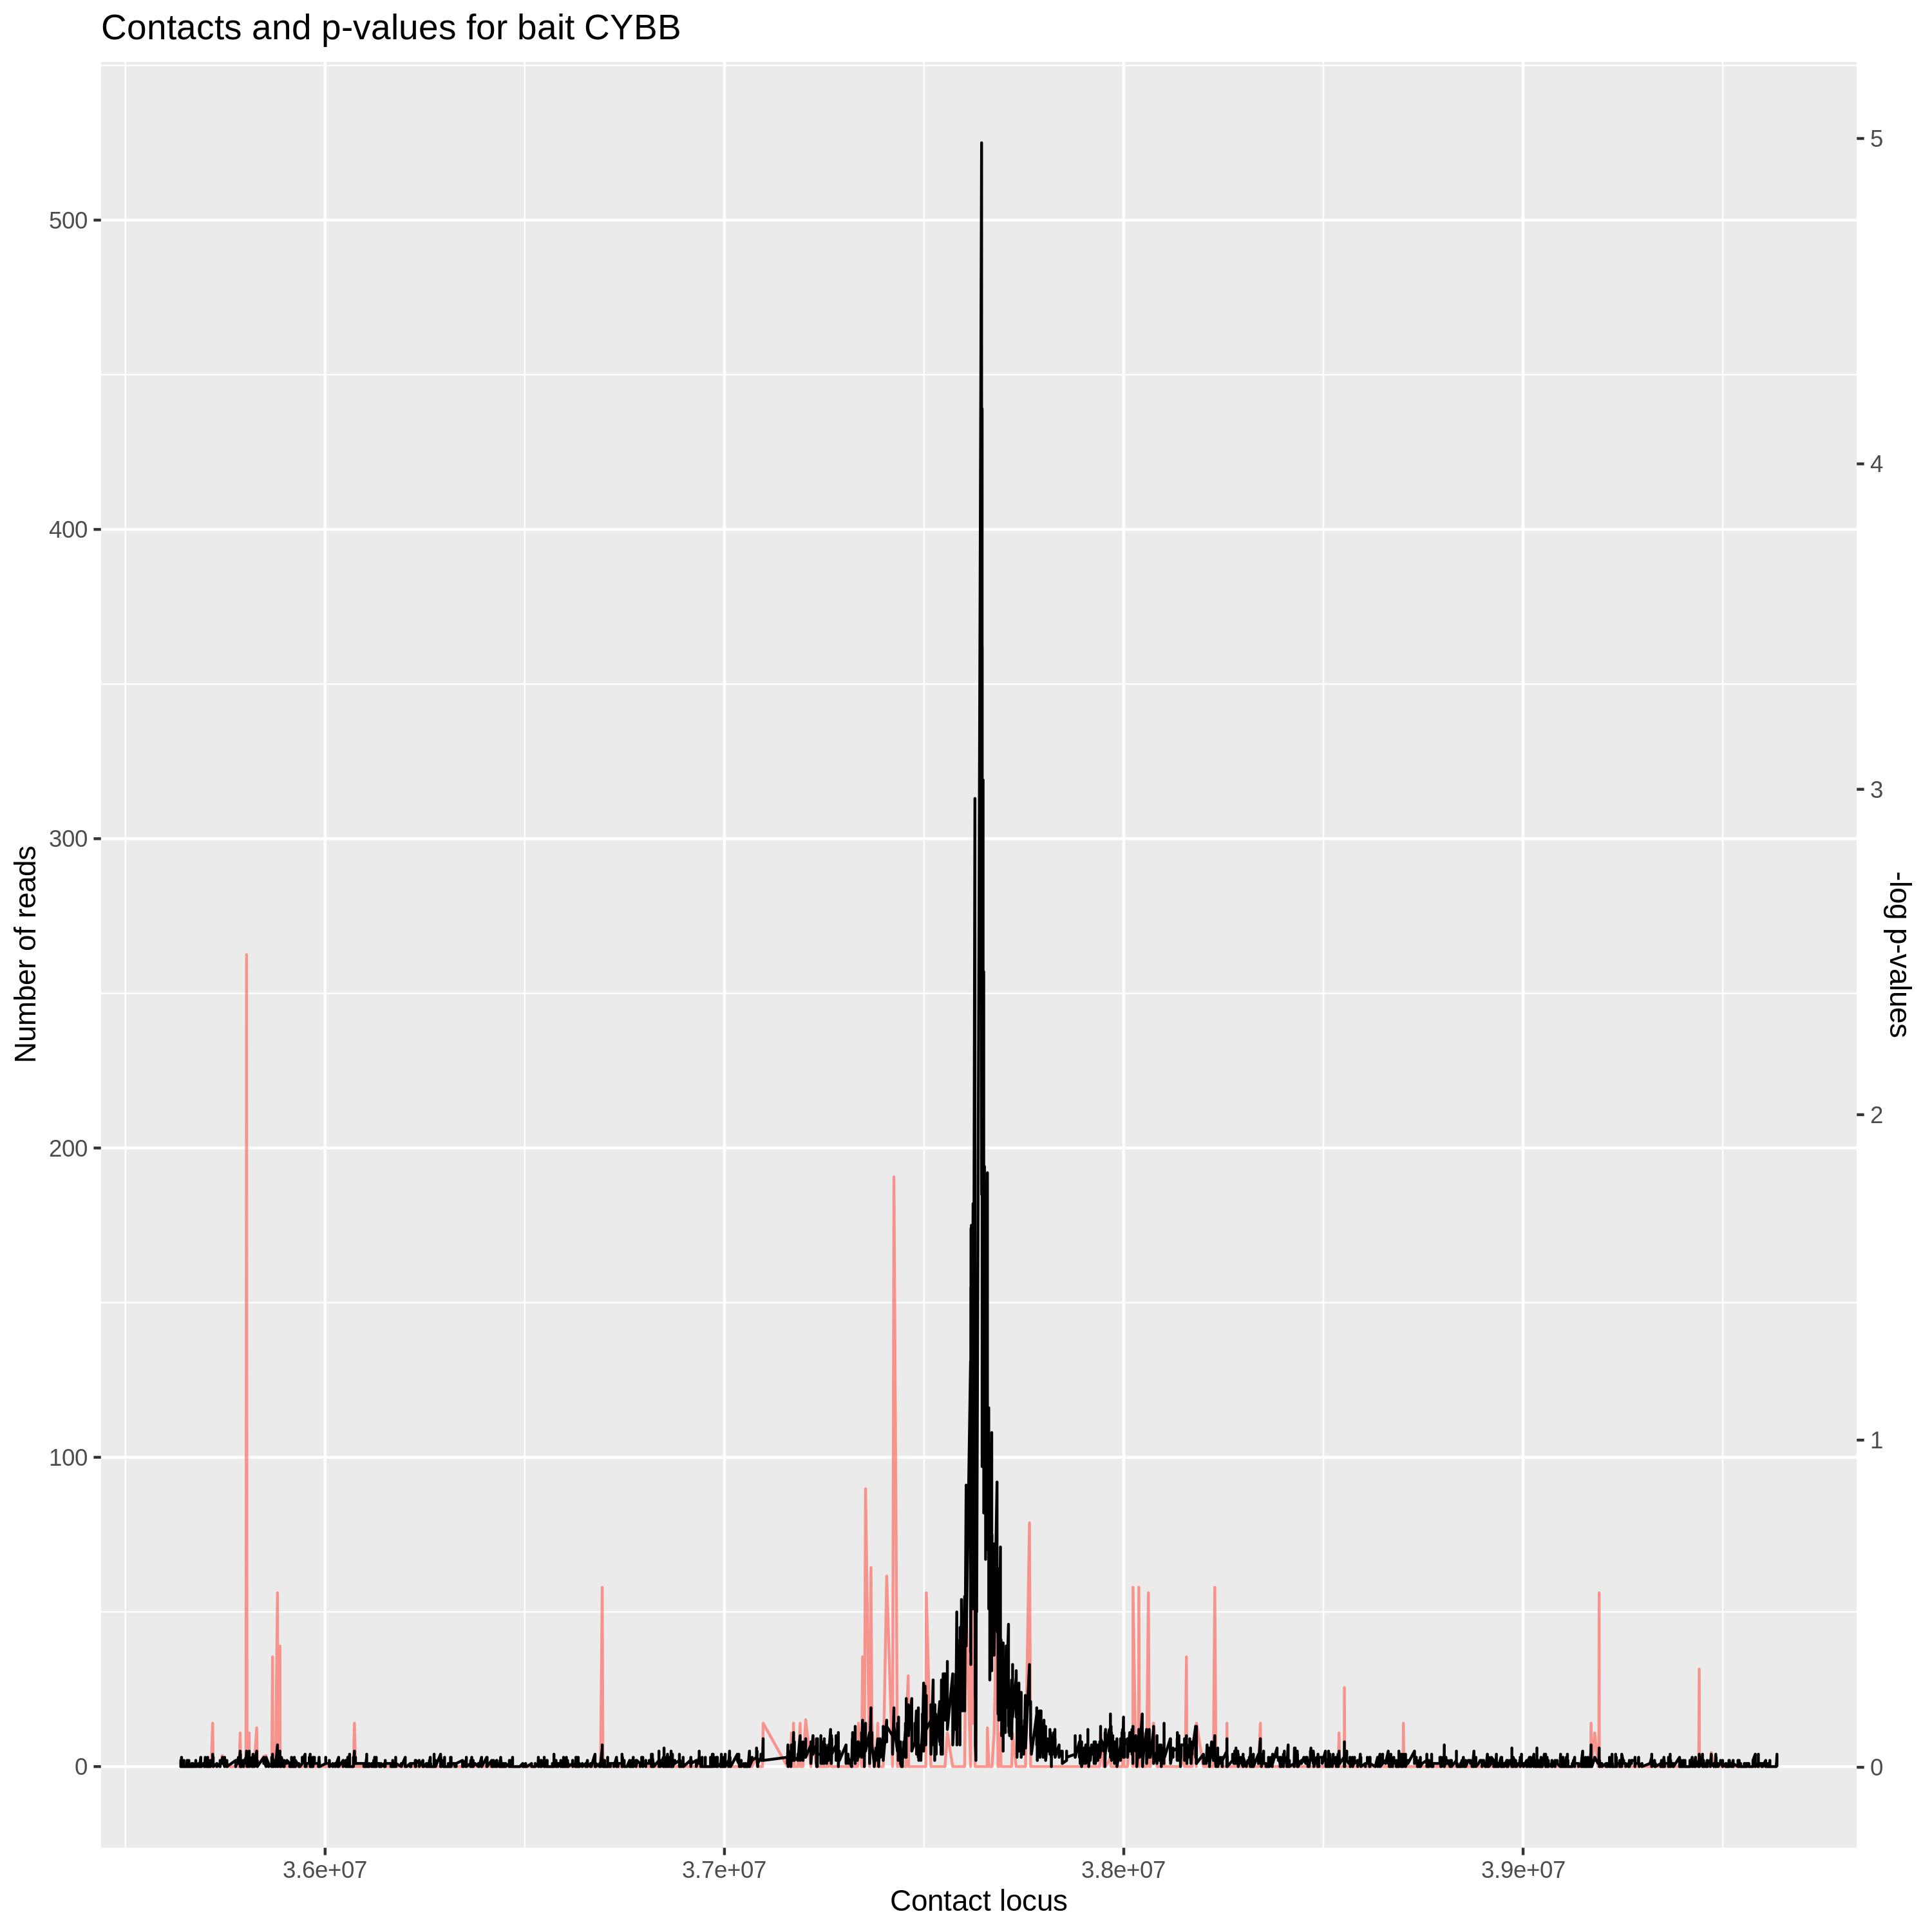 Contacts and p-values for bait CYBB
500
400
300
200
100
0
Number of reads
5
4
3
2
1
0
-log p-values
3.6e+07
3.7e+07
3.8e+07
3.9e+07
Contact locus